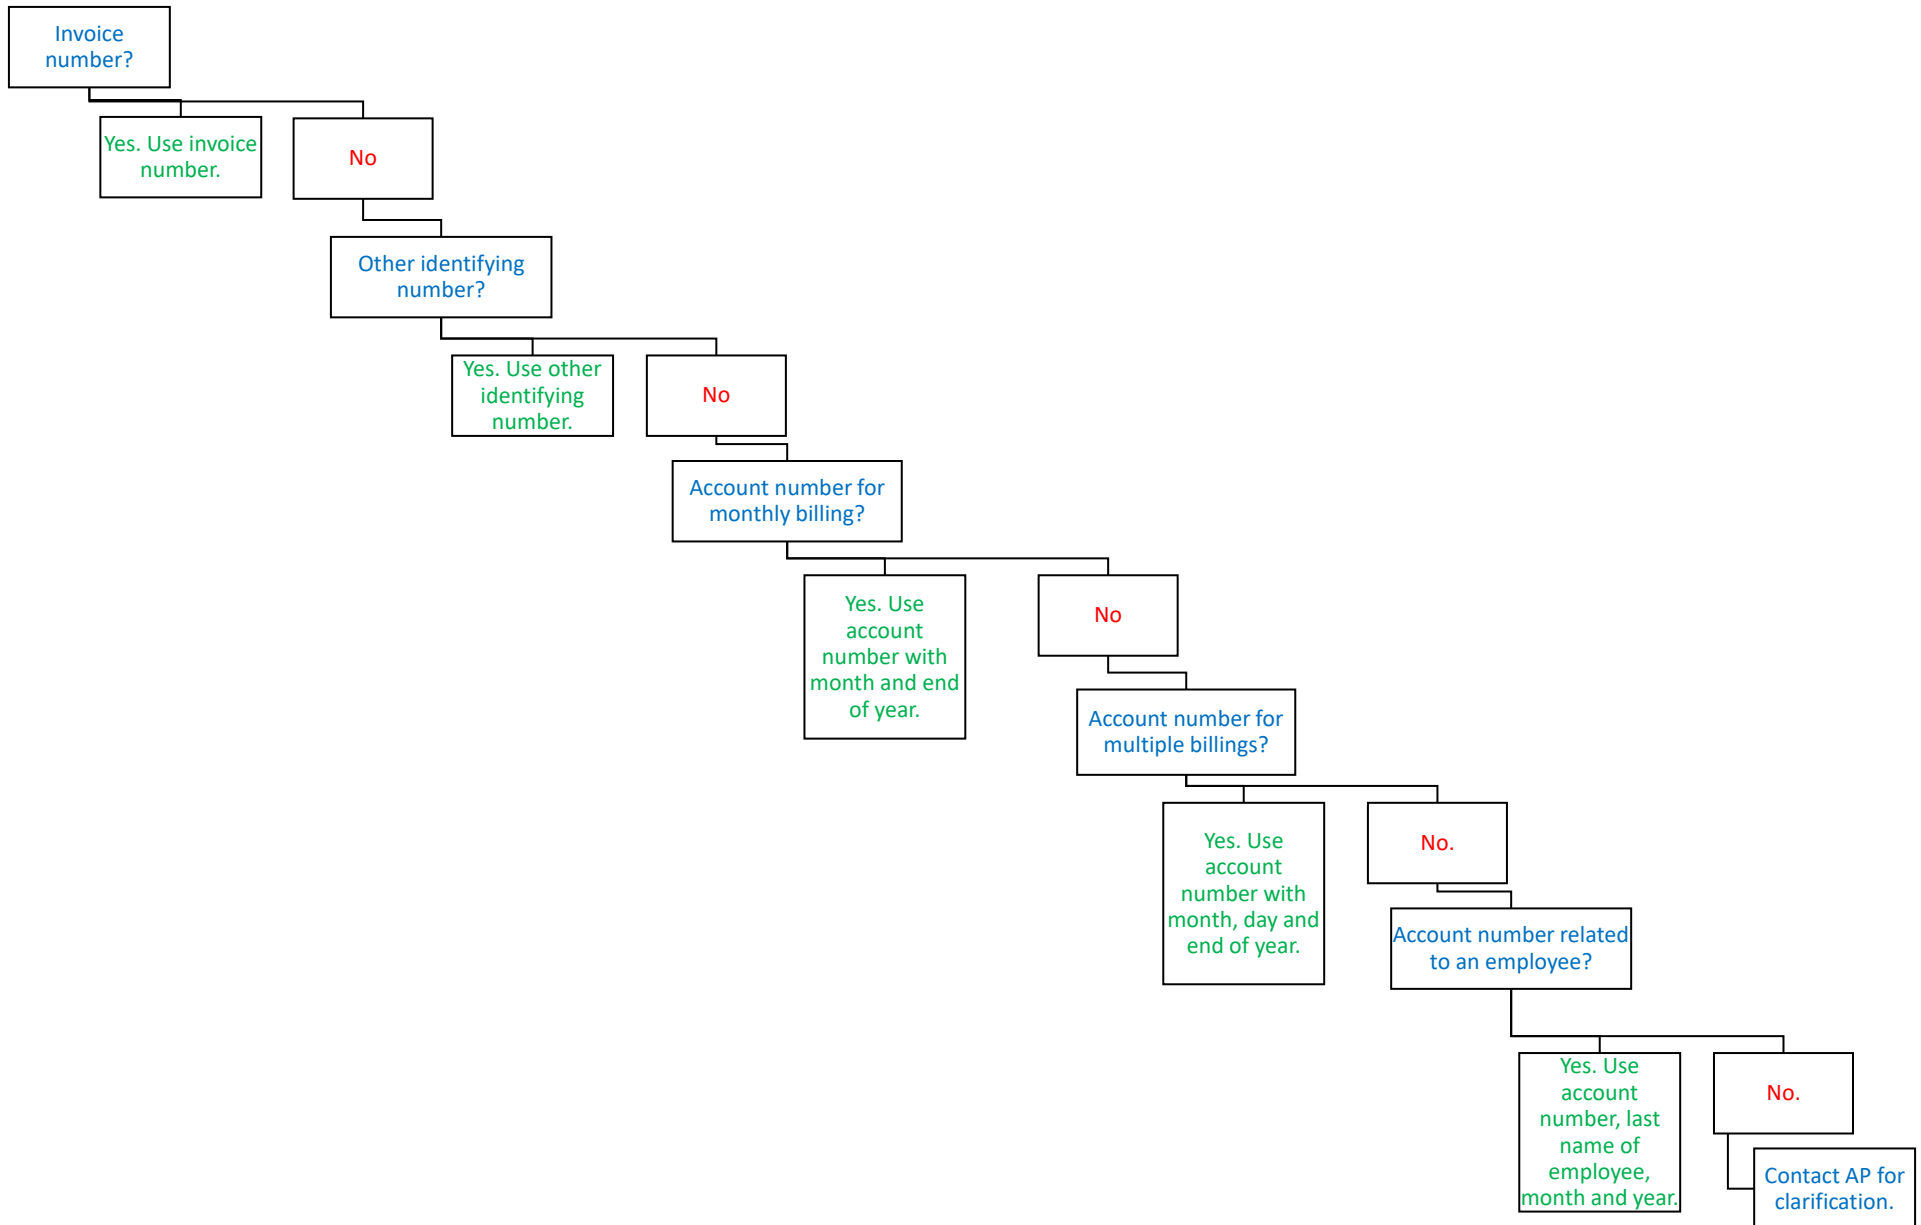 Invoice
number?
Yes. Use invoice
number.
No
Other identifying
number?
Yes. Use other
identifying
number.
No
Account number for
monthly billing?
Yes. Use
account
number with
month and end
of year.
No
Account number for
multiple billings?
Yes. Use
account
number with
month, day and
end of year.
No.
Account number related
to an employee?
Yes. Use
account
number, last
name of
employee,
month and year.
No.
Contact AP for
clarification.